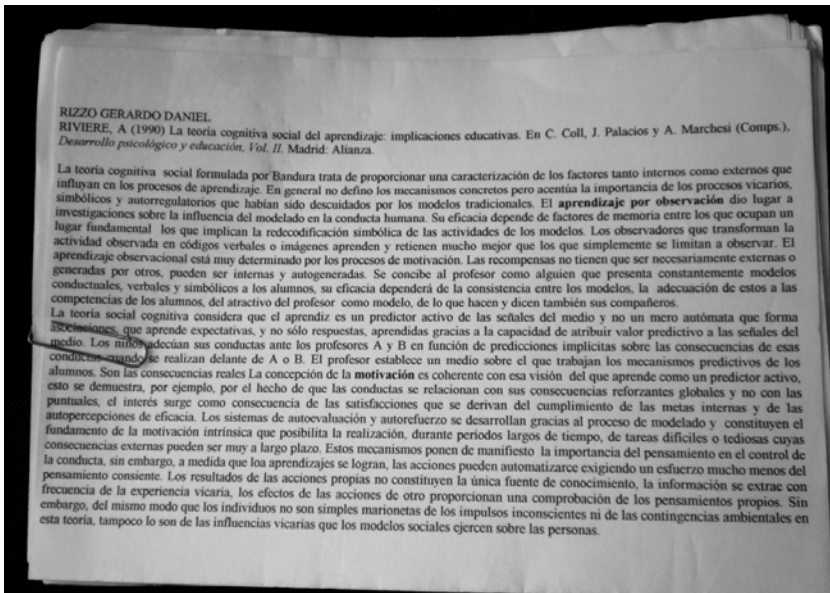 RIZZO GERARDO DANIEL
RIVIERE, A (1990) La teoria cognitiva social del aprendizaje: implicaciones educativas. En C. Coll, J. Palacios y A. Marchesi (Comps.),
Desarrollo psicológico y educación, Vol. II. Madrid: Alianza.
La teoría cognitiva social formulada por Bandura trata de proporcionar una caracterización de los factores tanto internos como externos que
influyan en los procesos de aprendizaje. En general no defino los mecanismos concretos pero acentúa la importancia de los procesos vicarios,
simbólicos y autorregulatorios que habían sido descuidados por los modelos tradicionales. El aprendizaje por observación dio lugar a
investigaciones sobre la influencia del modelado en la conducta humana. Su eficacia depende de factores de memoria entre los que ocupan un
lugar fundamental los que implican la redecodificación simbólica de las actividades de los modelos. Los observadores que transforman la
actividad observada en códigos verbales o imágenes aprenden y retienen mucho mejor que los que simplemente se limitan a observar. El
aprendizaje observacional está muy determinado por los procesos de motivación. Las recompensas no tienen que ser necesariamente externas o
generadas por otros, pueden ser internas y autogeneradas. Se concibe al profesor como alguien que presenta constantemente modelos
conductuales, verbales y simbólicos a los alumnos, su eficacia dependerá de la consistencia entre los modelos, la adecuación de estos a las
competencias de los alumnos, del atractivo del profesor como modelo, de lo que hacen y dicen también sus compañeros.
La teoría social cognitiva considera que el aprendiz es un predictor activo de las señales del medio y no un mero autómata que forma
asociaciones, que aprende expectativas, y no sólo respuestas, aprendidas gracias a la capacidad de atribuir valor predictivo a las señales del
medio. Los niños adecúan sus conductas ante los profesores A y B en función de predicciones implícitas sobre las consecuencias de esas
conductas cuando se realizan delante de A o B. El profesor establece un medio sobre el que trabajan los mecanismos predictivos de los
alumnos. Son las consecuencias reales La concepción de la motivación es coherente con esa visión del que aprende como un predictor activo,
esto se demuestra, por ejemplo, por el hecho de que las conductas se relacionan con sus consecuencias reforzantes globales y no con las
puntuales, el interés surge como consecuencia de las satisfacciones que se derivan del cumplimiento de las metas internas y de las
autopercepciones de eficacia. Los sistemas de autoevaluación y autorefuerzo se desarrollan gracias al proceso de modelado y constituyen el
fundamento de la motivación intrínsica que posibilita la realización, durante períodos largos de tiempo, de tareas difíciles o tediosas cuyas
consecuencias externas pueden ser muy a largo plazo. Estos mecanismos ponen de manifiesto la importancia del pensamiento en el control de
la conducta, sin embargo, a medida que loa aprendizajes se logran, las acciones pueden automatizarce exigiendo un esfuerzo mucho menos del
pensamiento consiente. Los resultados de las acciones propias no constituyen la única fuente de conocimiento, la información se extrae con
frecuencia de la experiencia vicaria, los efectos de las acciones de otro proporcionan una comprobación de los pensamientos propios. Sin
embargo, del mismo modo que los individuos no son simples marionetas de los impulsos inconscientes ni de las contingencias ambientales en
esta teoría, tampoco lo son de las influencias vicarias que los modelos sociales ejercen sobre las personas.